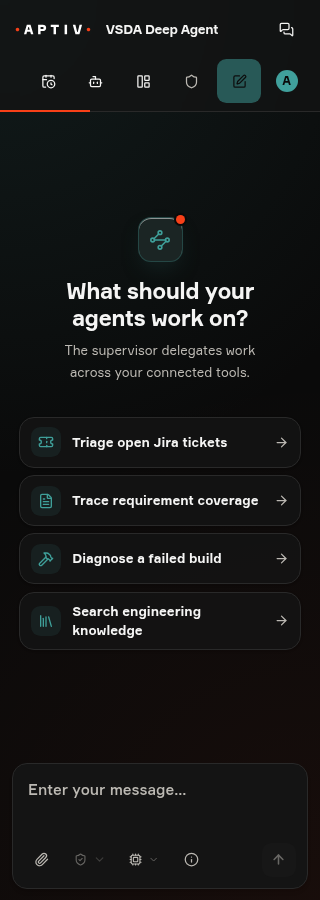 • A P T I V •
VSDA Deep Agent
A
What should your
agents work on?
The supervisor delegates work
across your connected tools.
Triage open Jira tickets
Trace requirement coverage
Diagnose a failed build
Search engineering
knowledge
Enter your message...